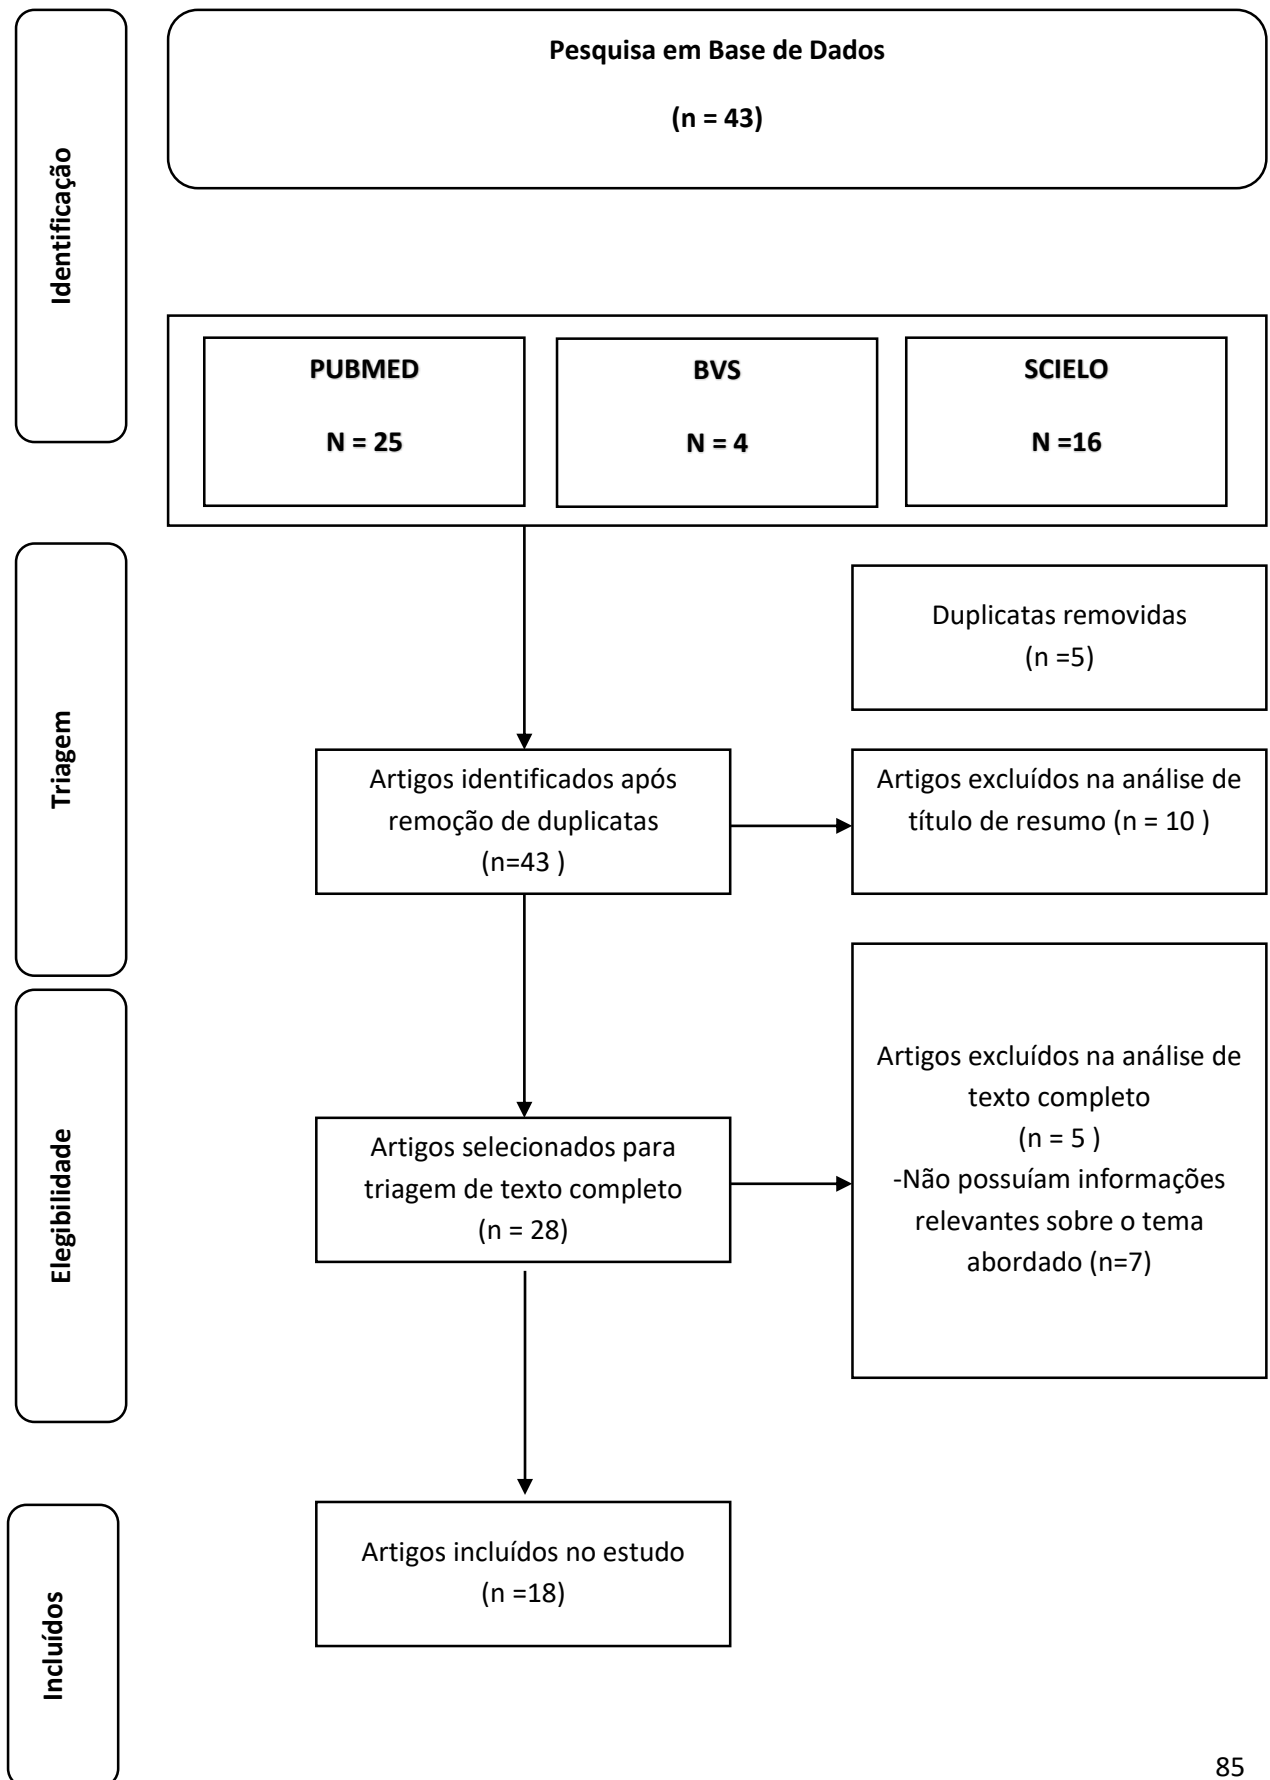 Identificação
Pesquisa em Base de Dados
(n = 43)
PUBMED
N = 25
BVS
N = 4
SCIELO
N =16
Triagem
Duplicatas removidas
(n =5)
Artigos identificados após
remoção de duplicatas
(n=43 )
Artigos excluídos na análise de
título de resumo (n = 10 )
Elegibilidade
Artigos selecionados para
triagem de texto completo
(n = 28)
Artigos excluídos na análise de
texto completo
(n = 5 )
-Não possuíam informações
relevantes sobre o tema
abordado (n=7)
Incluídos
Artigos incluídos no estudo
(n =18)
85